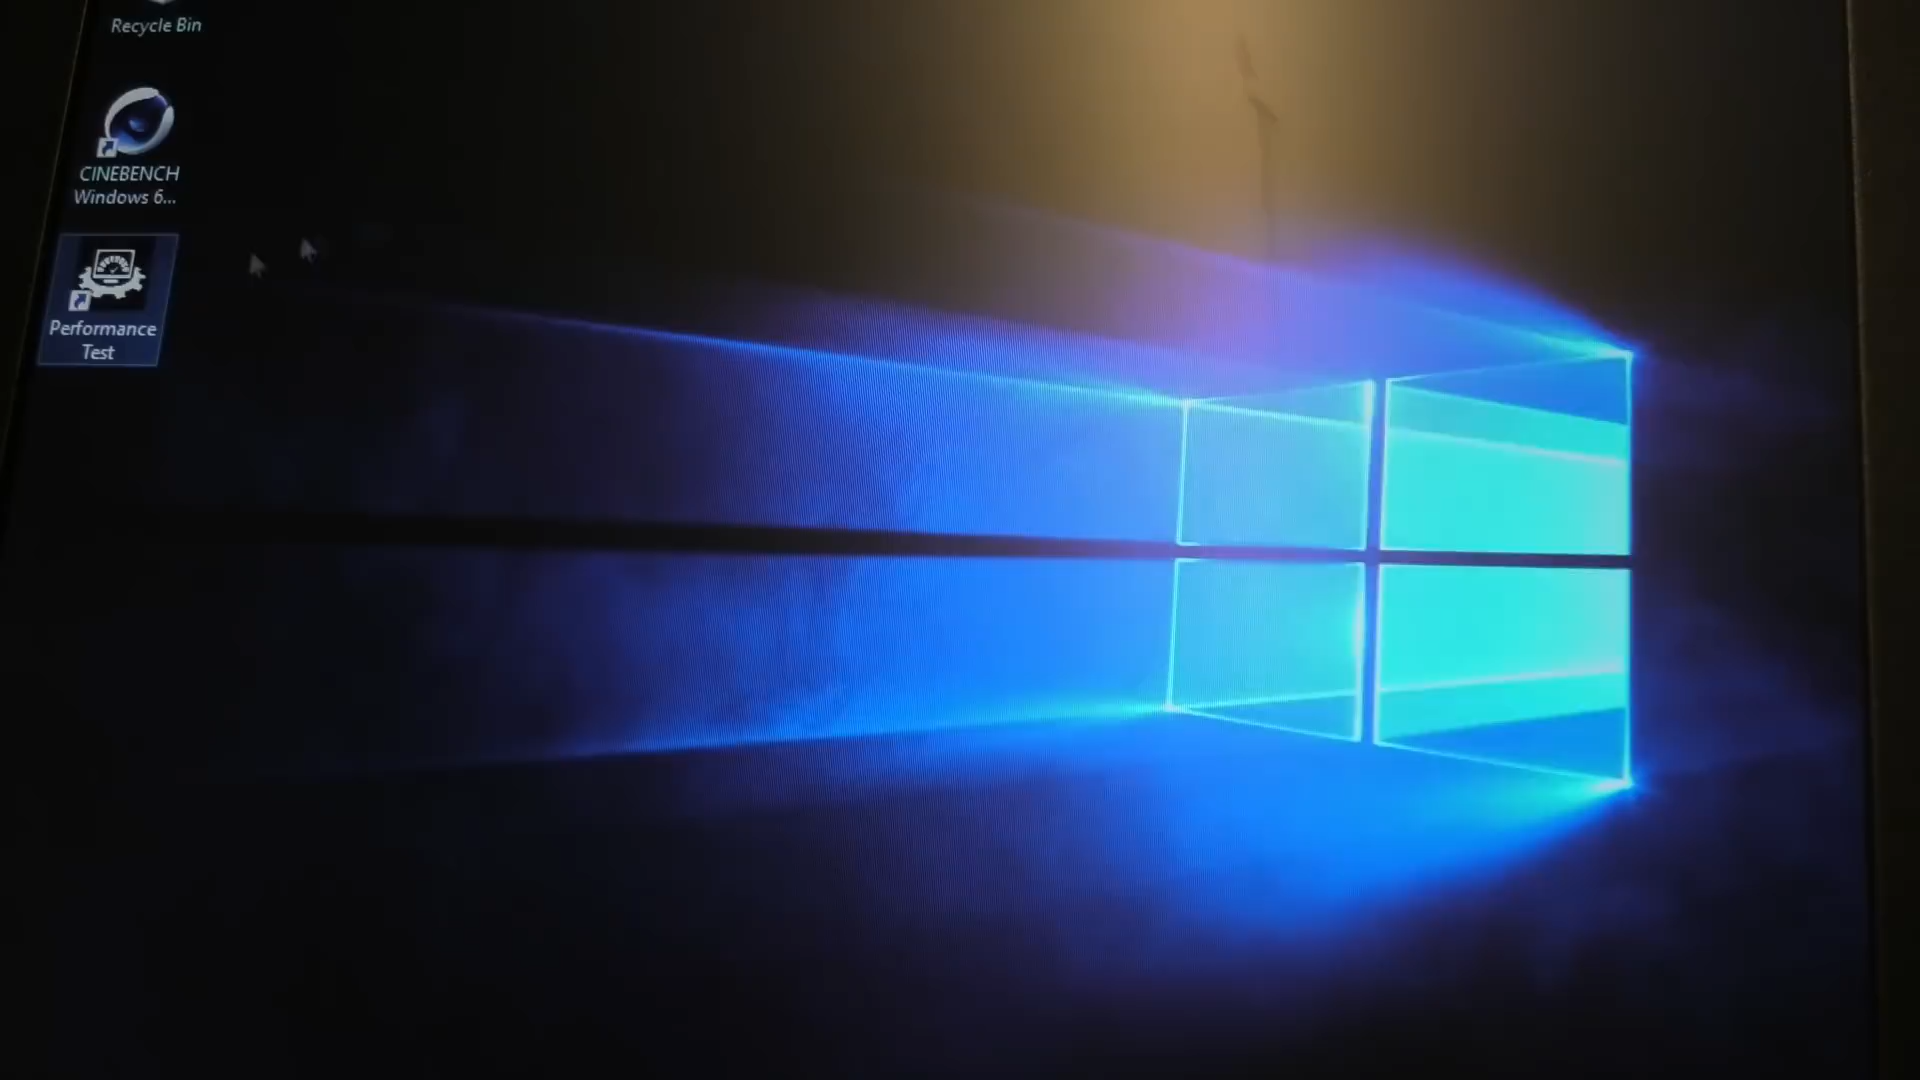 Recycle Bin
CINEBENCH
Windows 6...
Performance
Test